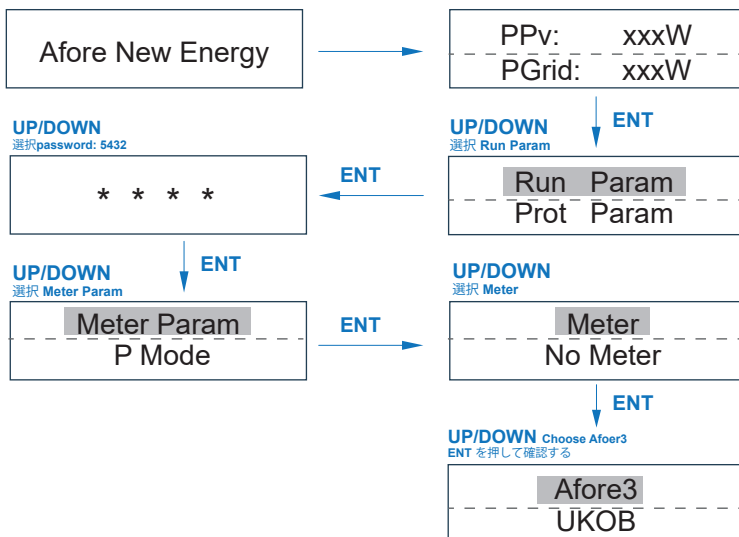 Afore New Energy
PPv: xxxW
PGrid: xxxW
ENT
UP/DOWN
選択 Run Param
Run Param
Prot Param
ENT
UP/DOWN
選択password: 5432
* * * *
ENT
UP/DOWN
選択 Meter Param
Meter Param
P Mode
ENT
UP/DOWN
選択 Meter
Meter
No Meter
ENT
UP/DOWN Choose Afoer3
ENT を押して確認する
Afore3
UKOB